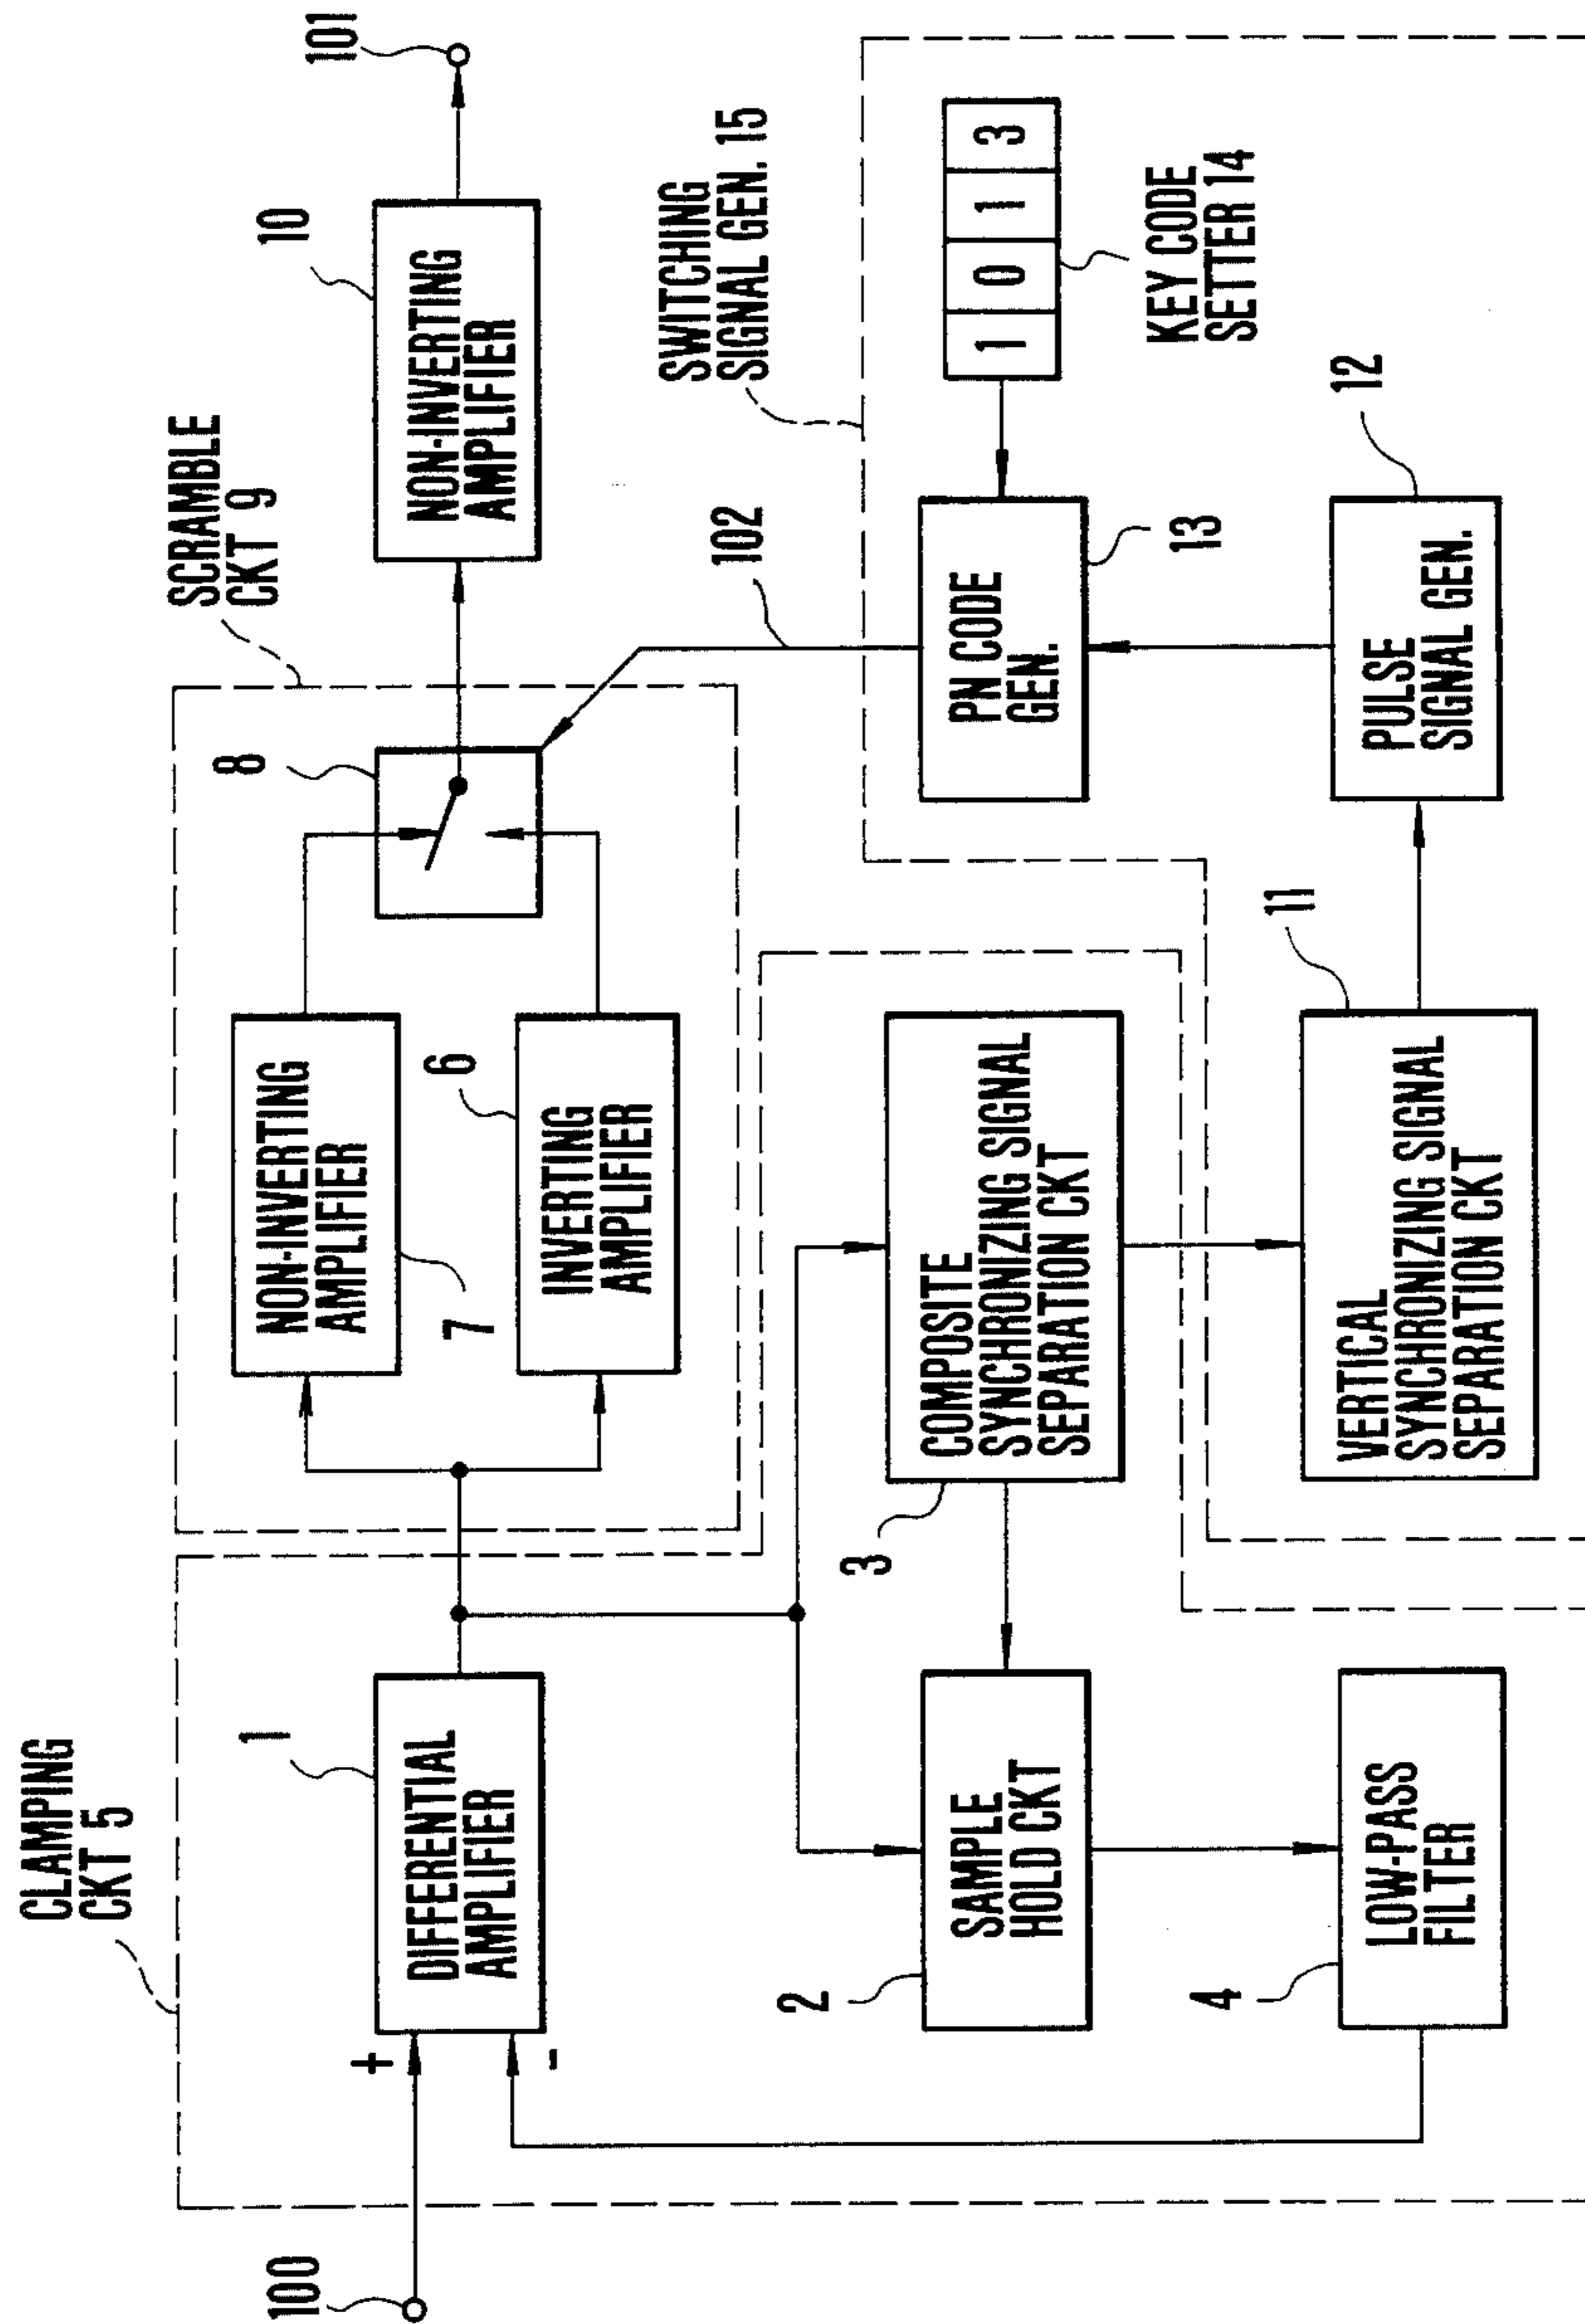 CLAMPING
CKT 5
SCRAMBLE
CKT 9
100
+
-
1
DIFFERENTIAL
AMPLIFIER
NON-INVERTING
AMPLIFIER
7
6
INVERTING
AMPLIFIER
8
10
NON-INVERTING
AMPLIFIER
101
102
SWITCHING
SIGNAL GEN. 15
2
SAMPLE
HOLD CKT
3
COMPOSITE
SYNCHRONIZING SIGNAL
SEPARATION CKT
PN CODE
GEN.
13
1 0 1 3
KEY CODE
SETTER 14
4
LOW-PASS
FILTER
11
VERTICAL
SYNCHRONIZING SIGNAL
SEPARATION CKT
12
PULSE
SIGNAL GEN.